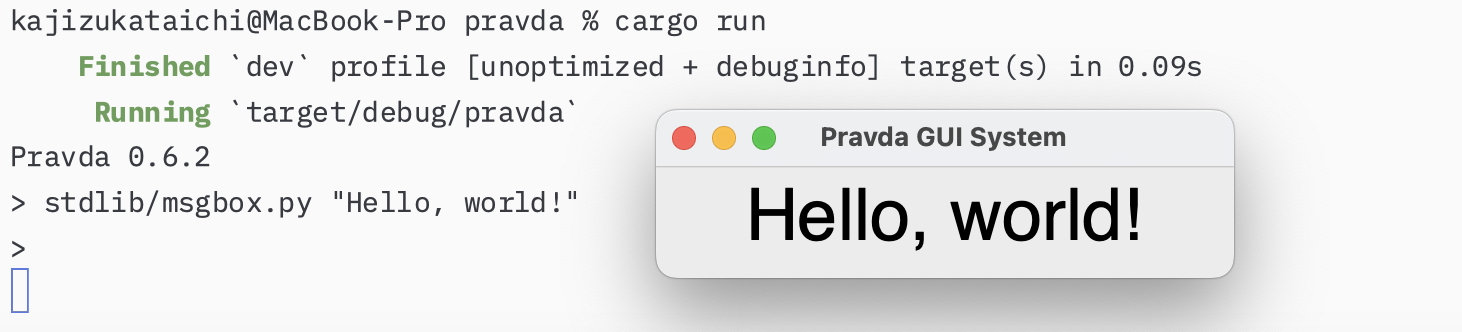 kajizukataichi@MacBook-Pro pravda % cargo run
Finished `dev` profile [unoptimized + debuginfo] target(s) in 0.09s
Running `target/debug/pravda`
Pravda 0.6.2
> stdlib/msgbox.py "Hello, world!"
>
Pravda GUI System
Hello, world!